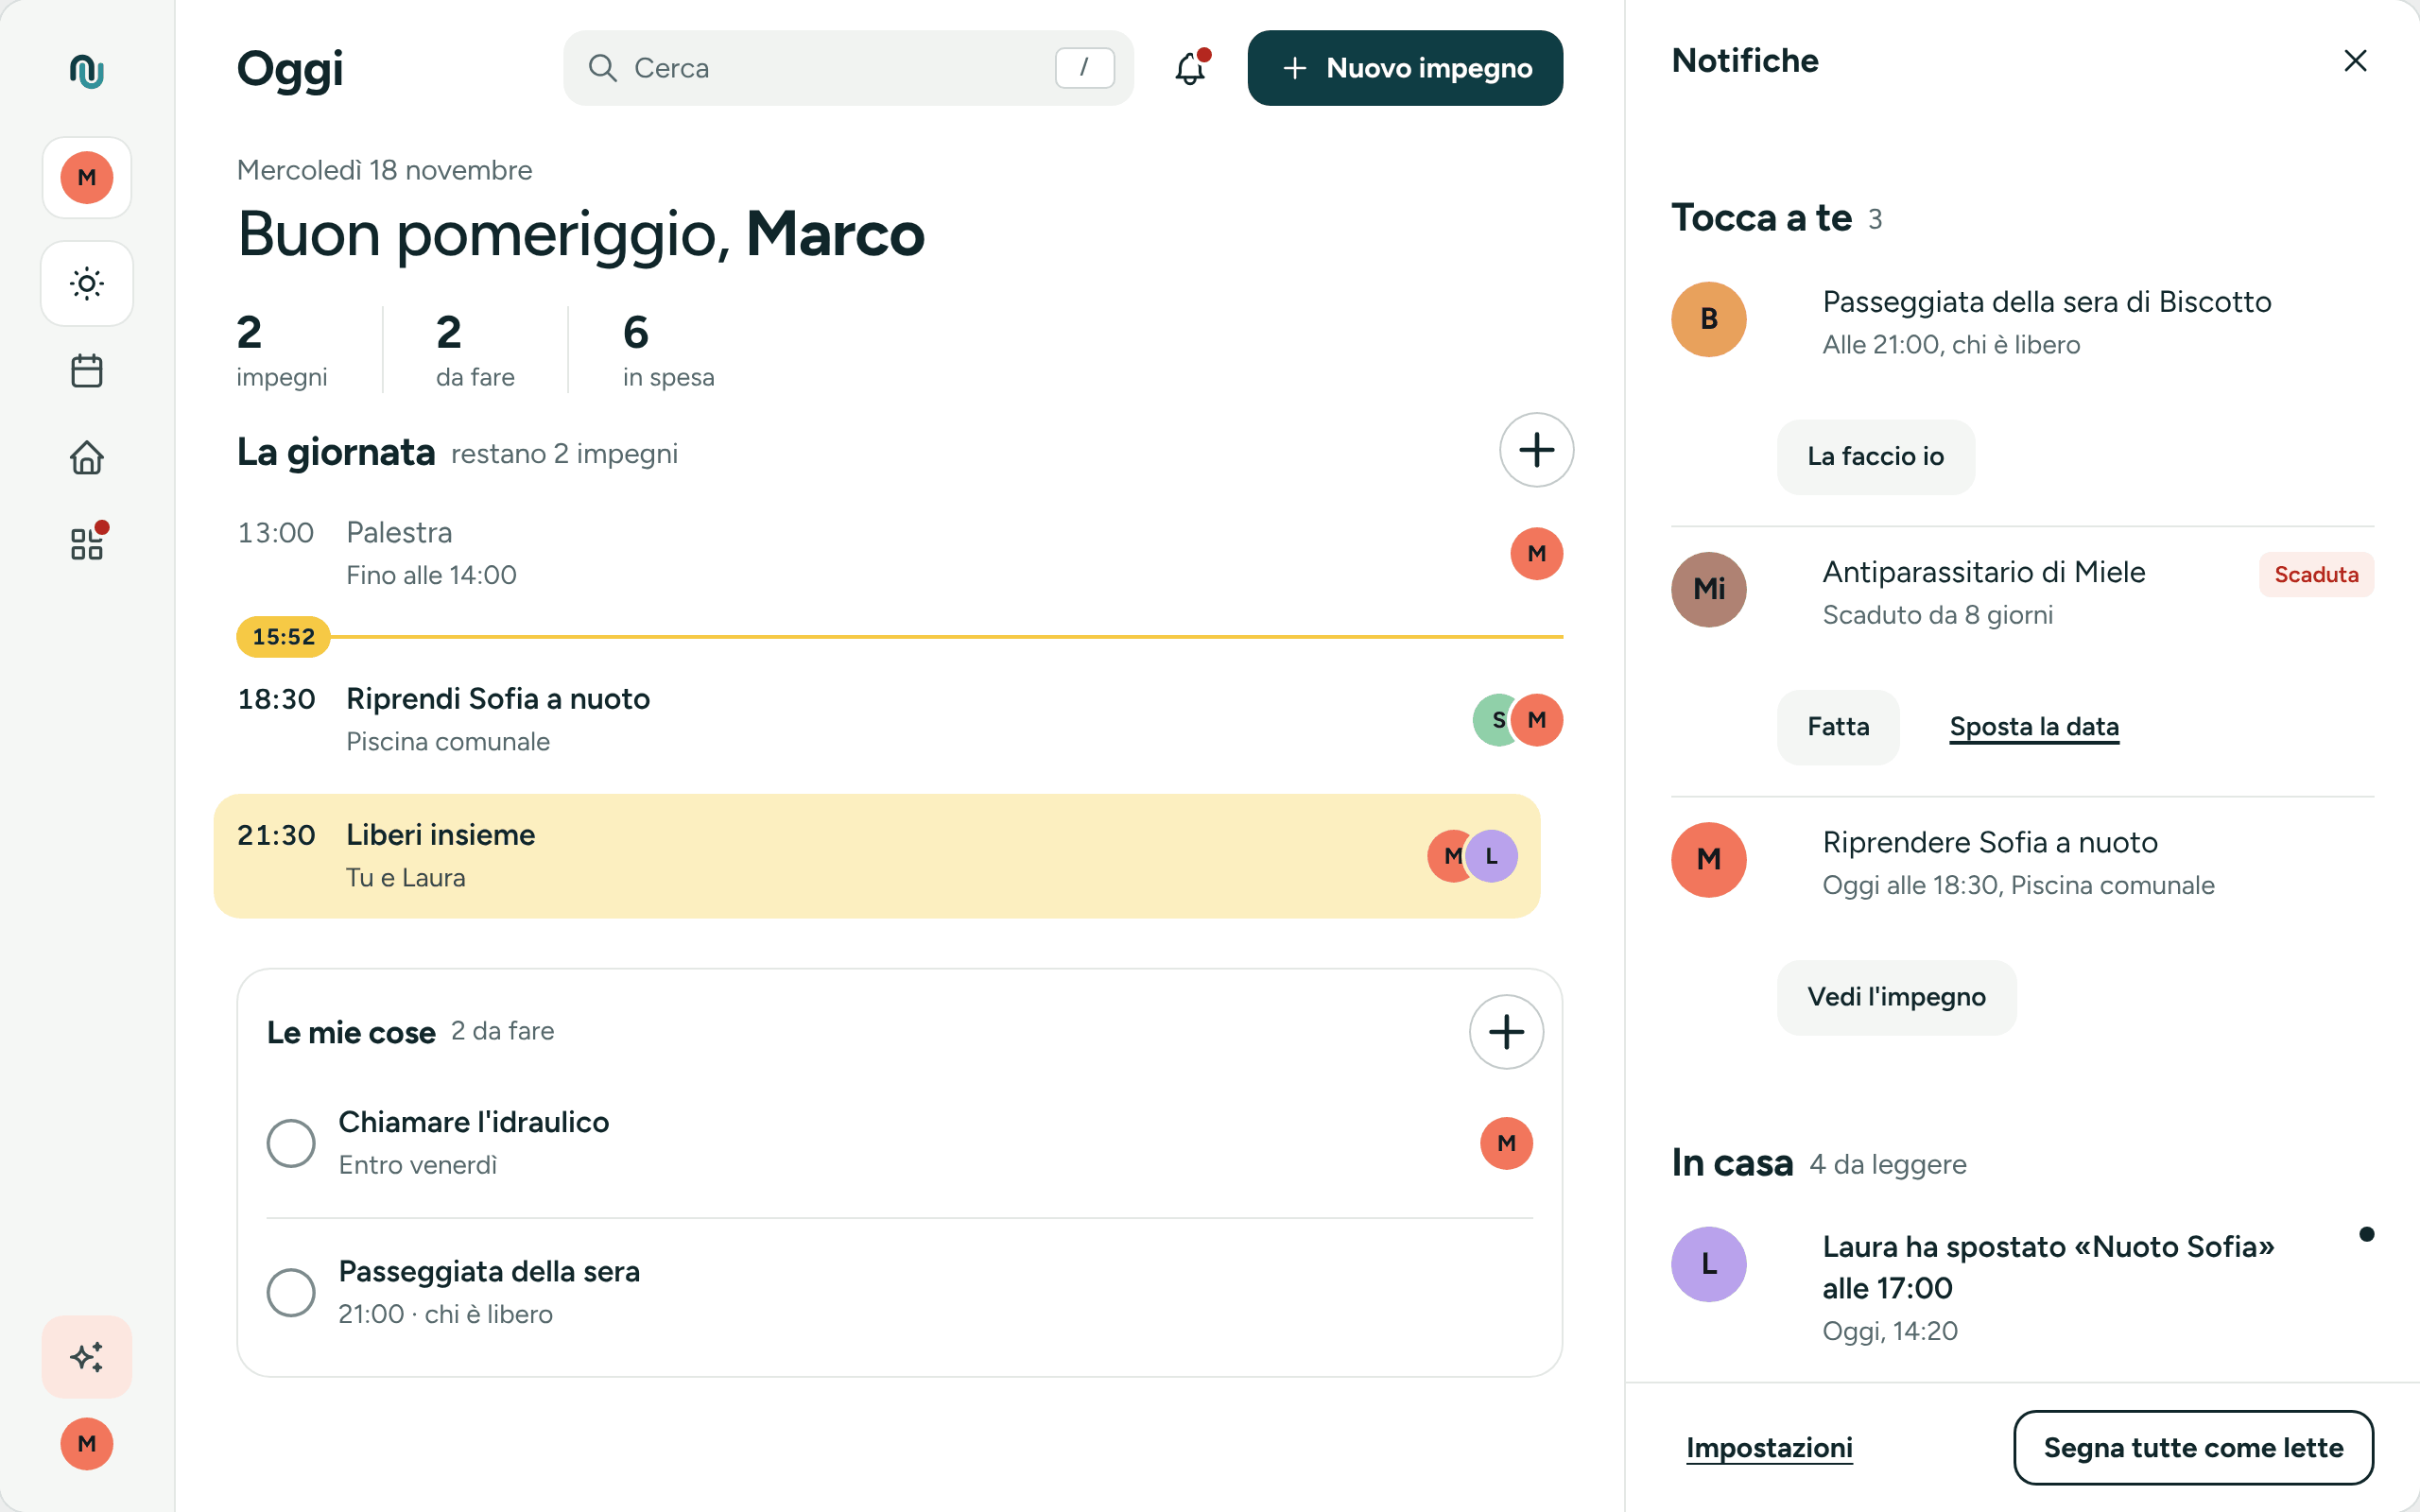 M
M
Oggi
Cerca
/
+ Nuovo impegno
Mercoledì 18 novembre
Buon pomeriggio, Marco
2
impegni
2
da fare
6
in spesa
La giornata restano 2 impegni
13:00 Palestra
Fino alle 14:00
M
15:52
18:30 Riprendi Sofia a nuoto
Piscina comunale
S M
21:30 Liberi insieme
Tu e Laura
M L
Le mie cose 2 da fare
Chiamare l'idraulico
Entro venerdì
M
Passeggiata della sera
21:00 · chi è libero
Notifiche
Tocca a te 3
B
Passeggiata della sera di Biscotto
Alle 21:00, chi è libero
La faccio io
Mi
Antiparassitario di Miele
Scaduta
Scaduto da 8 giorni
Fatta Sposta la data
M
Riprendere Sofia a nuoto
Oggi alle 18:30, Piscina comunale
Vedi l'impegno
In casa 4 da leggere
L
Laura ha spostato «Nuoto Sofia»
alle 17:00
Oggi, 14:20
Impostazioni Segna tutte come lette